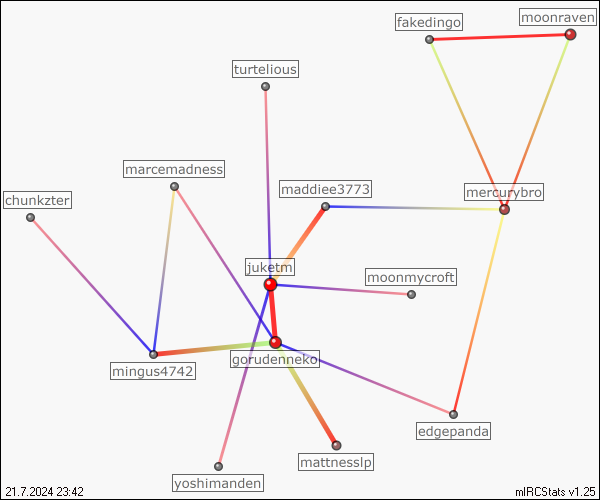 moonraven
fakedingo
turtelious
marcemadness
maddiee3773
mercurybro
chunkzter
juketm
moonmycroft
gorudenneko
mingus4742
edgepanda
mattnesslp
yoshimanden
21.7.2024 23:42
mIRCStats v1.25